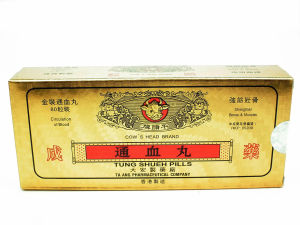 金裝通血丸
60粒裝
Circulation
of Blood
牛頭牌
COW'S HEAD BRAND
強筋壯骨
Strengthen
Bones & Muscles
咸
通血丸
藥
TUNG SHUEH PILLS
大宏製藥廠
TA ANG PHARMACEUTICAL COMPANY
香港製造